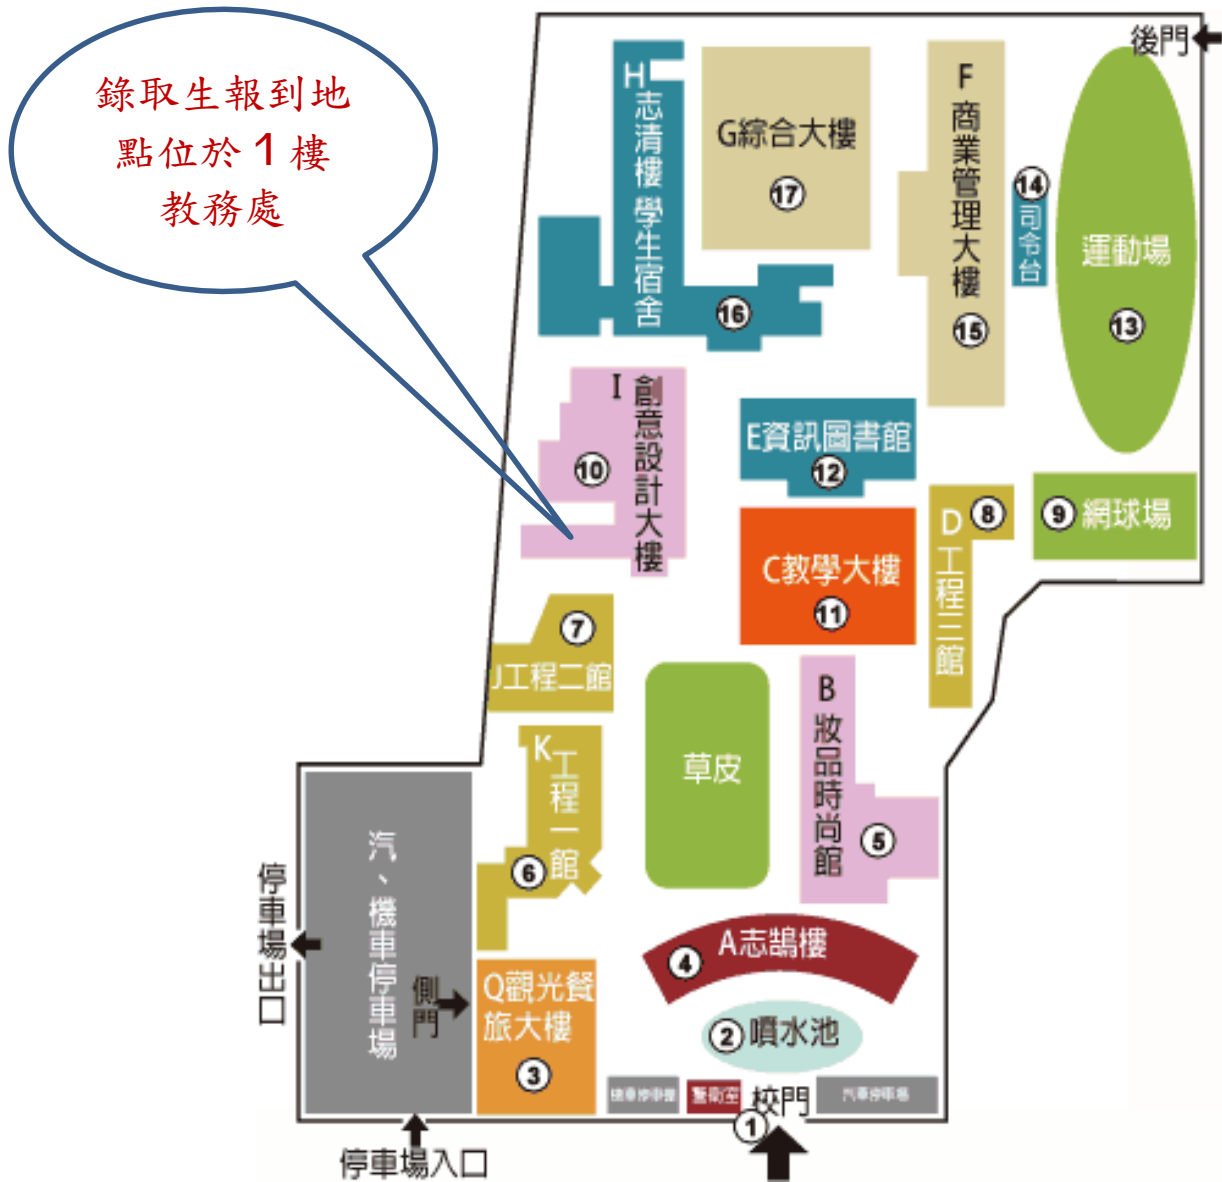 錄取生報到地
點位於1樓
教務處
後門
H志清樓 學生宿舍
16
G綜合大樓
17
F商業管理大樓
15
14
司令台
運動場
13
I創意設計大樓
10
E資訊圖書館
12
D工程三館
8
9網球場
C教學大樓
11
7
J工程二館
K工程一館
6
草皮
B妝品時尚館
5
汽、機車停車場
停車場出口
側門
Q觀光餐
旅大樓
3
A志鵠樓
4
2噴水池
警衛室
校門
1
汽車停車場
停車場入口